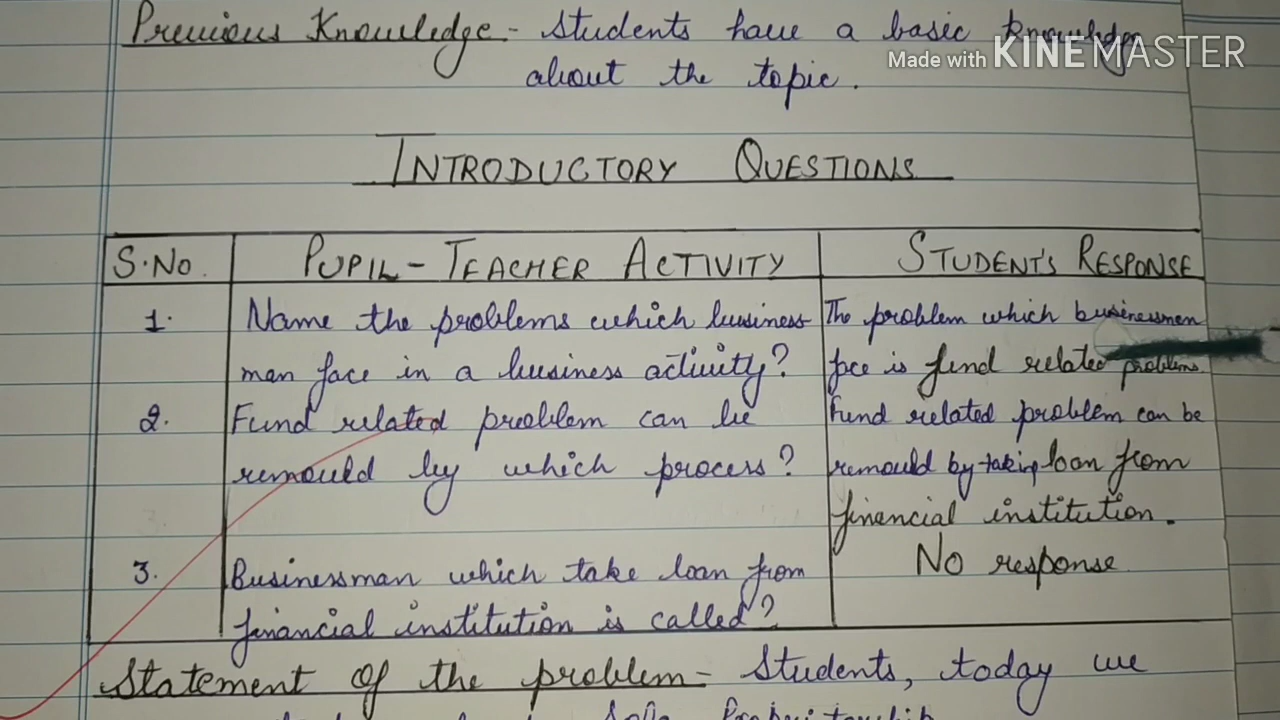 Previous Knowledge - Students have a basic knowledge
Made with KINEMASTER
about the topic.
INTRODUCTORY QUESTIONS
S.No. PUPIL-TEACHER ACTIVITY STUDENT'S RESPONSE
1. Name the problems which business The problem which businessmen
man face in a business activity? face is fund related problems
2. Fund related problem can be Fund related problem can be
remould by which process? remould by taking loan from
financial institution.
3. Businessman which take loan from No response
financial institution is called?
Statement Of the problem- Students, today we
Sole Proprietorship